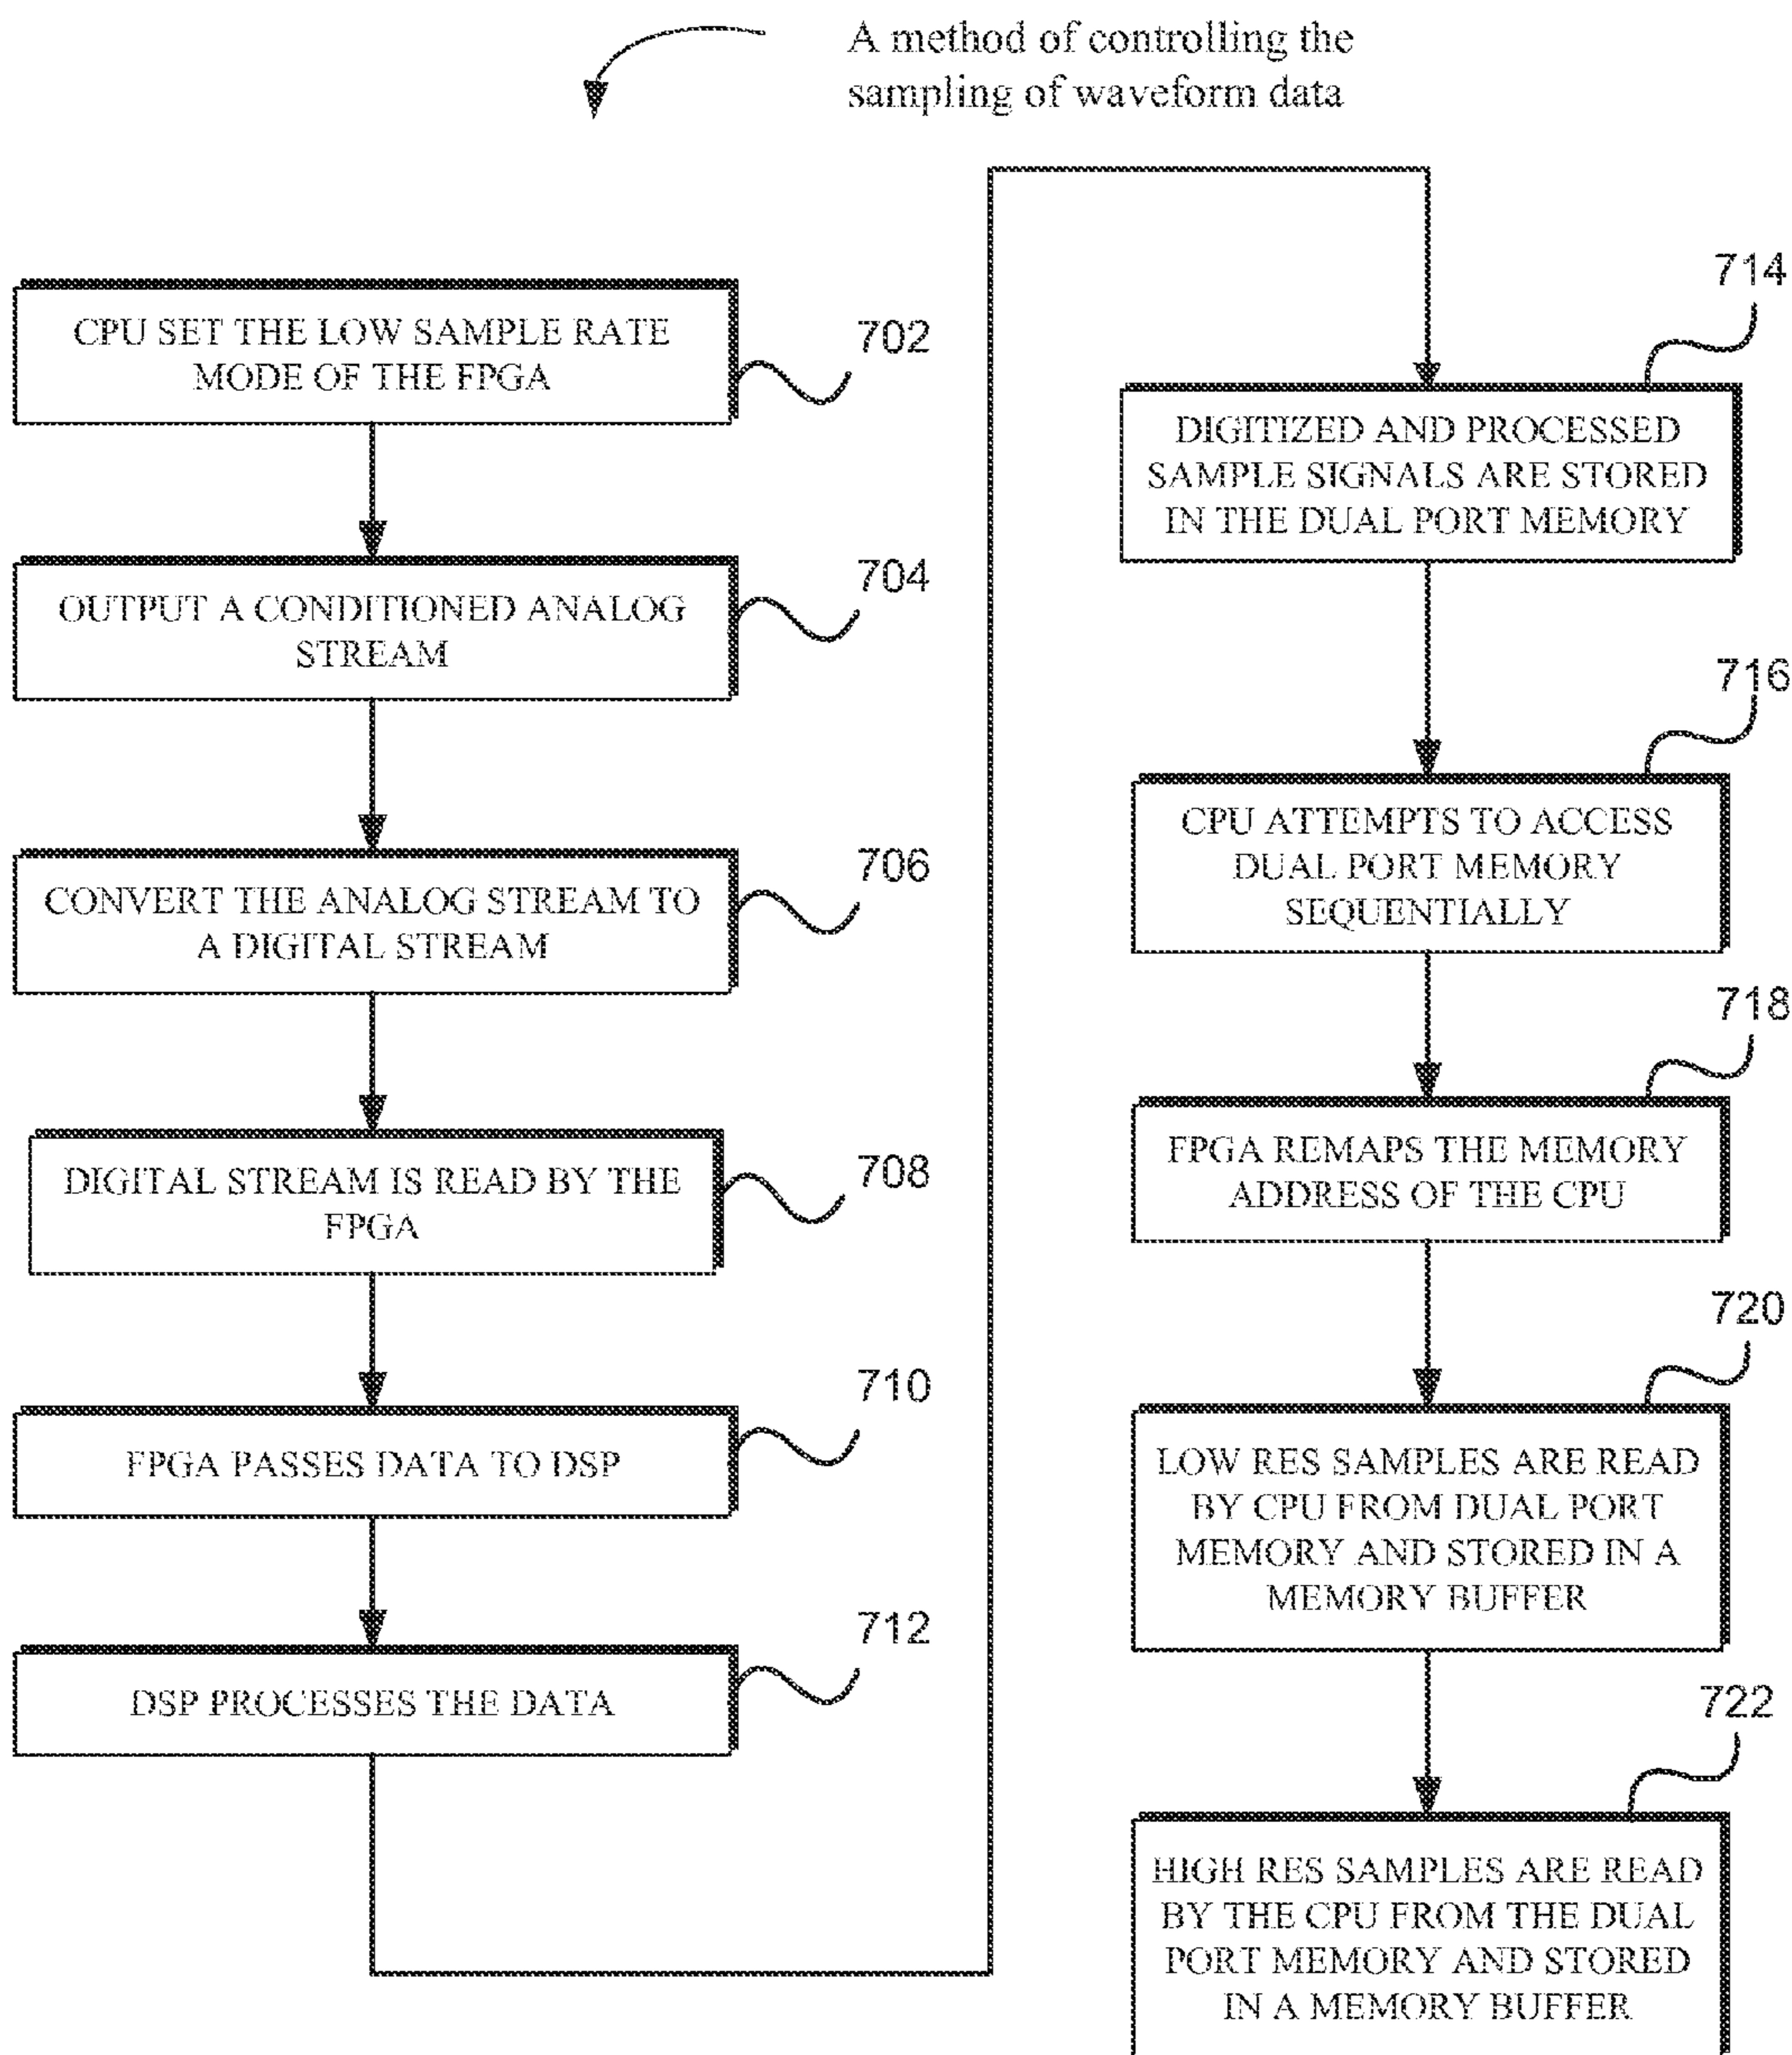 A method of controlling the
sampling of waveform data
CPU SET THE LOW SAMPLE RATE
MODE OF THE FPGA
702
OUTPUT A CONDITIONED ANALOG
STREAM
704
CONVERT THE ANALOG STREAM TO
A DIGITAL STREAM
706
DIGITAL STREAM IS READ BY THE
FPGA
708
FPGA PASSES DATA TO DSP
710
DSP PROCESSES THE DATA
712
714
DIGITIZED AND PROCESSED
SAMPLE SIGNALS ARE STORED
IN THE DUAL PORT MEMORY
716
CPU ATTEMPTS TO ACCESS
DUAL PORT MEMORY
SEQUENTIALLY
718
FPGA REMAPS THE MEMORY
ADDRESS OF THE CPU
720
LOW RES SAMPLES ARE READ
BY CPU FROM DUAL PORT
MEMORY AND STORED IN A
MEMORY BUFFER
722
HIGH RES SAMPLES ARE READ
BY THE CPU FROM THE DUAL
PORT MEMORY AND STORED
IN A MEMORY BUFFER